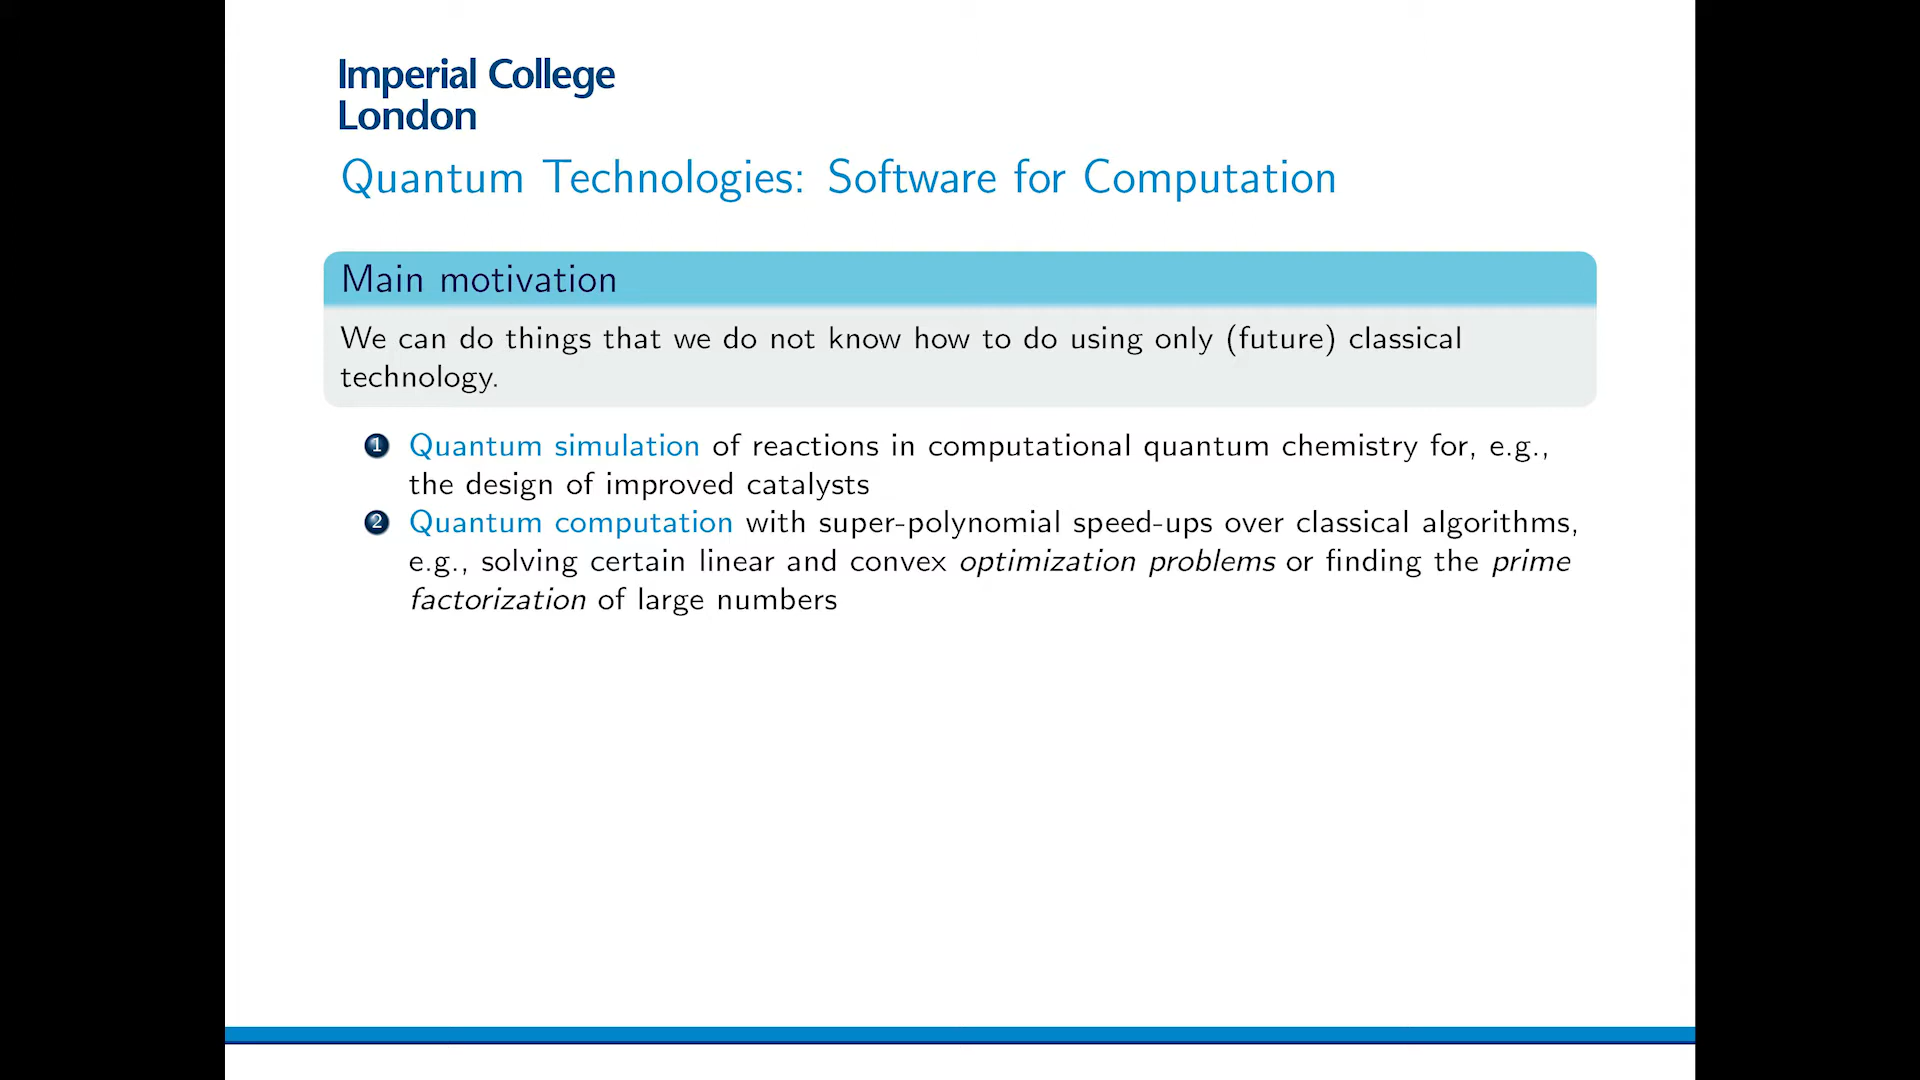 Imperial College
London
Quantum Technologies: Software for Computation
Main motivation
We can do things that we do not know how to do using only (future) classical
technology.
1 Quantum simulation of reactions in computational quantum chemistry for, e.g.,
the design of improved catalysts
2 Quantum computation with super-polynomial speed-ups over classical algorithms,
e.g., solving certain linear and convex optimization problems or finding the prime
factorization of large numbers